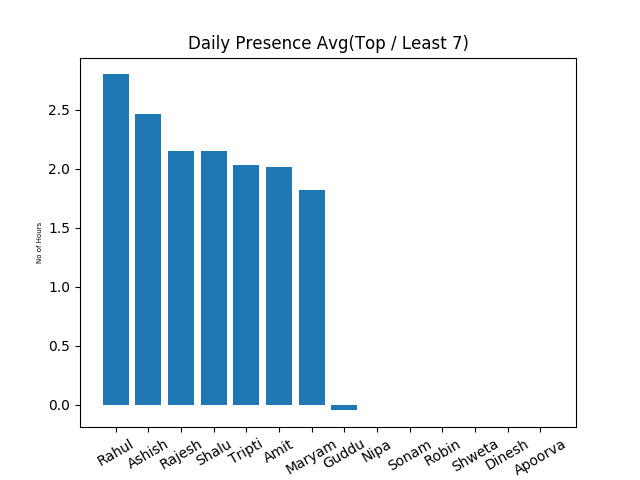 Daily Presence Avg(Top / Least 7)
No of Hours
2.5
2.0
1.5
1.0
0.5
0.0
Rahul
Ashish
Rajesh
Shalu
Tripti
Amit
Maryam
Guddu
Nipa
Sonam
Robin
Shweta
Dinesh
Apoorva